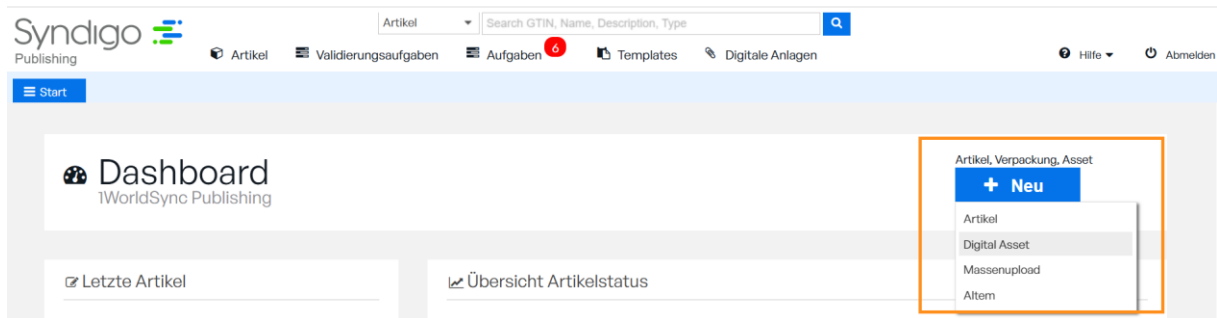 Syndigo
Publishing
Artikel
Search GTIN, Name, Description, Type
Artikel
Validierungsaufgaben
Aufgaben 6
Templates
Digitale Anlagen
Hilfe
Abmelden
Start
Dashboard
1WorldSync Publishing
Artikel, Verpackung, Asset
+ Neu
Artikel
Digital Asset
Massenupload
Altem
Letzte Artikel
Übersicht Artikelstatus